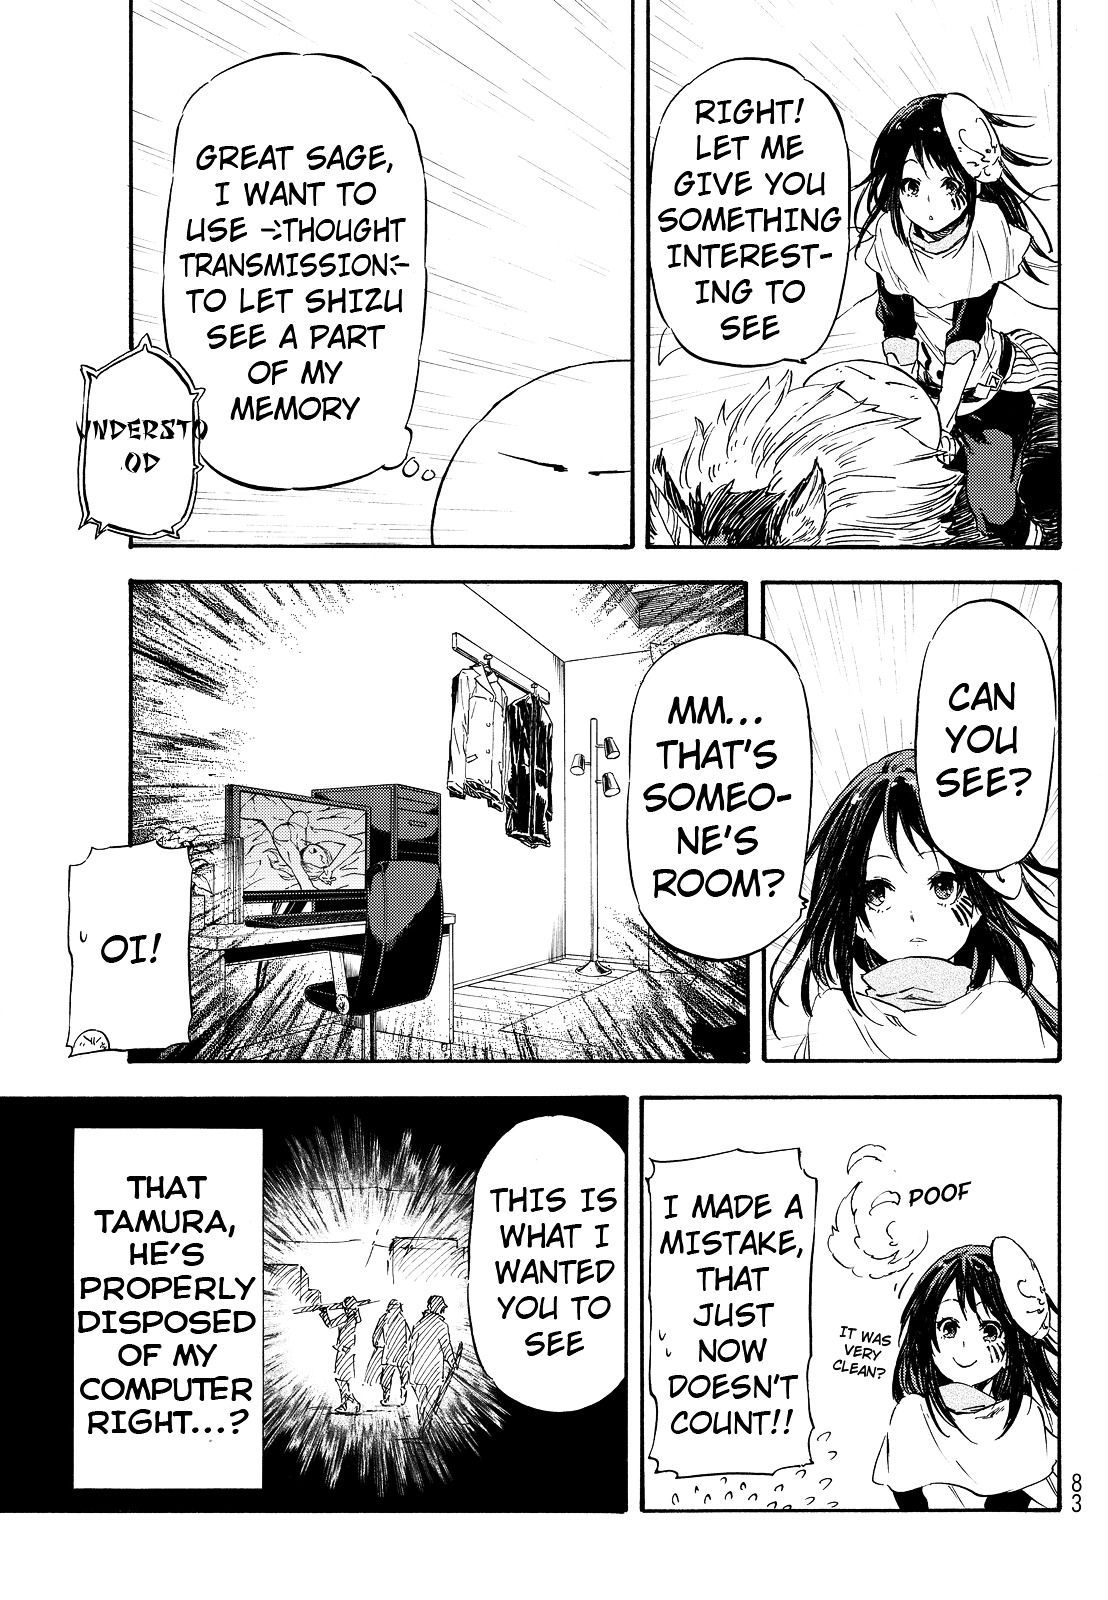 RIGHT!
LET ME
GIVE YOU
SOMETHING
INTEREST-
ING TO
SEE
GREAT SAGE,
I WANT TO
USE THOUGHT
TRANSMISSION
TO LET SHIZU
SEE A PART
OF MY
MEMORY
UNDERSTO
OD
CAN
YOU
SEE?
MM...
THAT'S
SOMEO-
NE'S
ROOM?
OI!
POOF
I MADE A
MISTAKE,
THAT
JUST
NOW
DOESN'T
COUNT!!
IT WAS
VERY
CLEAN?
THIS IS
WHAT I
WANTED
YOU TO
SEE
THAT
TAMURA,
HE'S
PROPERLY
DISPOSED
OF MY
COMPUTER
RIGHT...?
83